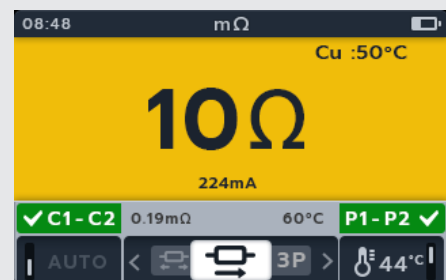 08:48 mΩ
Cu :50°C
10Ω
224mA
C1-C2 0.19mΩ 60°C P1-P2
AUTO < 3P > 44°C